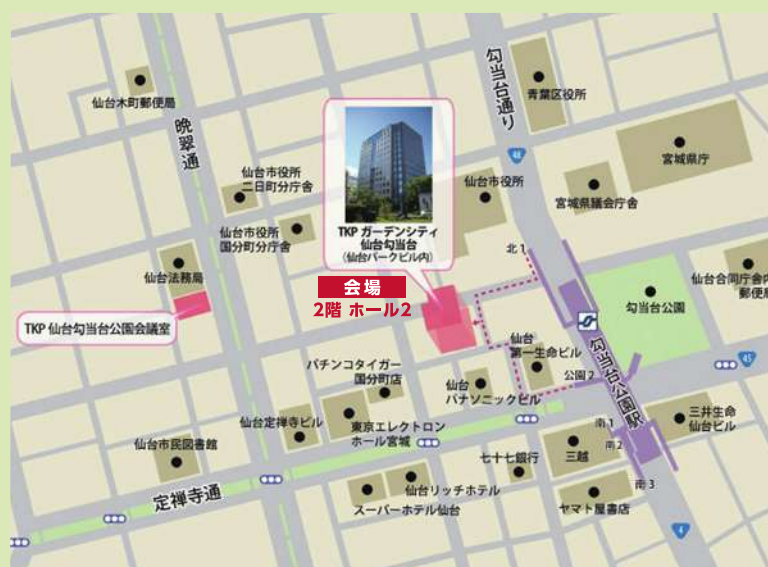 勾当台通り
青葉区役所
仙台木町郵便局
晩翠通
48
宮城県庁
仙台市役所
二日町分庁舎
仙台市役所
宮城県議会庁舎
TKP ガーデンシティ
仙台勾当台
(仙台パークビル内)
仙台市役所
国分町分庁舎
北1
仙台法務局
仙台合同庁舎内
郵便局
会場
2階 ホール2
勾当台公園
TKP 仙台勾当台公園会議室
仙台
第一生命ビル
勾当台公園駅
45
パチンコタイガー
国分町店
公園2
仙台
パナソニックビル
仙台定禅寺ビル
東京エレクトロン
ホール宮城
南1
三井生命
仙台ビル
仙台市民図書館
七十七銀行
三越
南2
定禅寺通
仙台リッチホテル
南3
スーパーホテル仙台
ヤマト屋書店
4